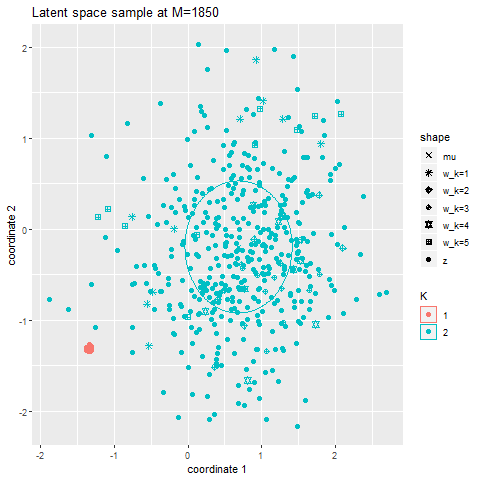 Latent space sample at M=1850
2
1
0
-1
-2
coordinate 2
-2
-1
0
1
2
coordinate 1
shape
mu
w_k=1
w_k=2
w_k=3
w_k=4
w_k=5
z
K
1
2